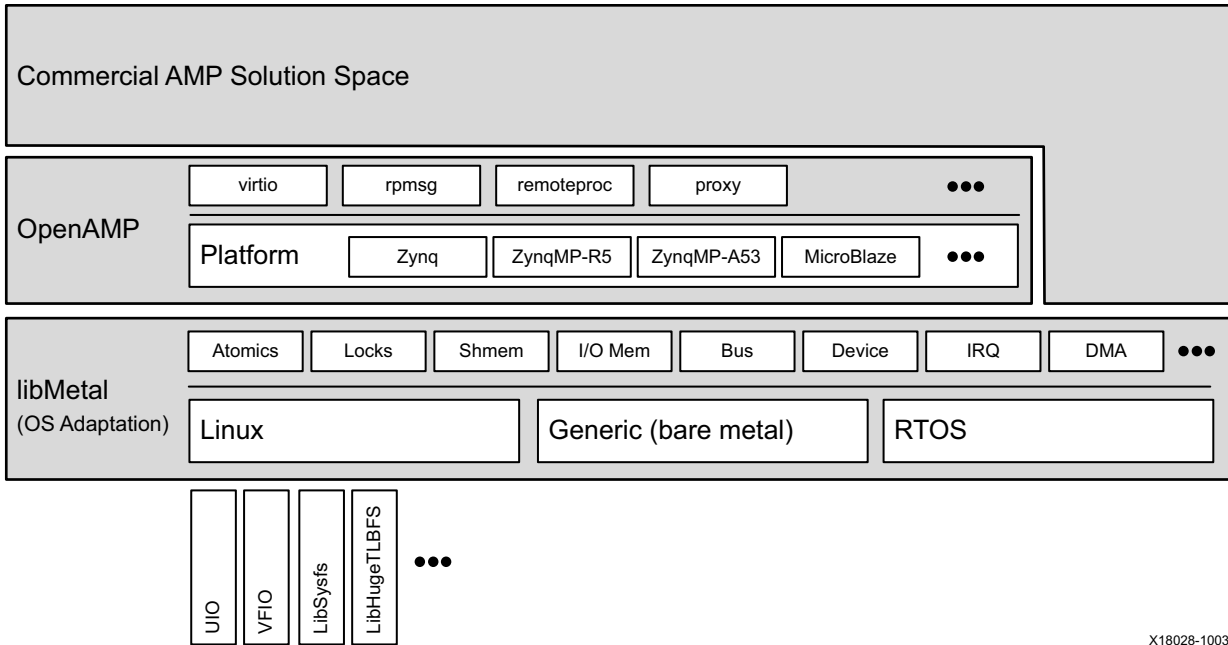 Commercial AMP Solution Space
virtio rpmsg remoteproc proxy •••
OpenAMP
Platform Zynq ZynqMP-R5 ZynqMP-A53 MicroBlaze •••
Atomics Locks Shmem I/O Mem Bus Device IRQ DMA •••
libMetal
(OS Adaptation)
Linux Generic (bare metal) RTOS
UIO
VFIO
LibSysfs
LibHugeTLBFS
•••
X18028-1003